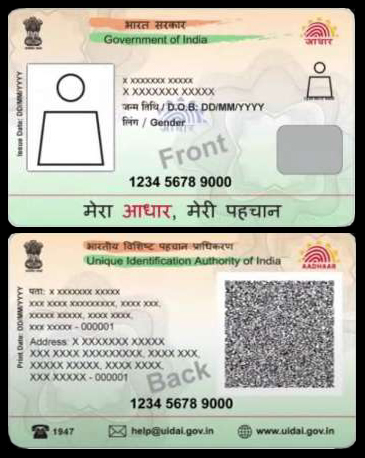 भारत सरकार
Government of India
आधार
Issue Date: DD/MM/YYYY
X XXXXXXX XXXXX
X XXXXXXX XXXXX
जन्म तिथि / D.O.B: DD/MM/YYYY
लिंग / Gender
Front
1234 5678 9000
मेरा आधार, मेरी पहचान
भारतीय विशिष्ट पहचान प्राधिकरण
Unique Identification Authority of India
AADHAAR
Print Date: DD/MM/YYYY
पता: X XXXXXXX XXXXX
XXX XXXX XXXXXXXXX, XXXX XXX,
XXXXX XXXXX, XXXX XXXX,
XXX XXXXX - 000001
Address: X XXXXXXX XXXXX
XXX XXXX XXXXXXXXX, XXXX XXX,
XXXXX XXXXX, XXXX XXXX,
XXX XXXXX - 000001
Back
1234 5678 9000
1947
help@uidai.gov.in
www.uidai.gov.in